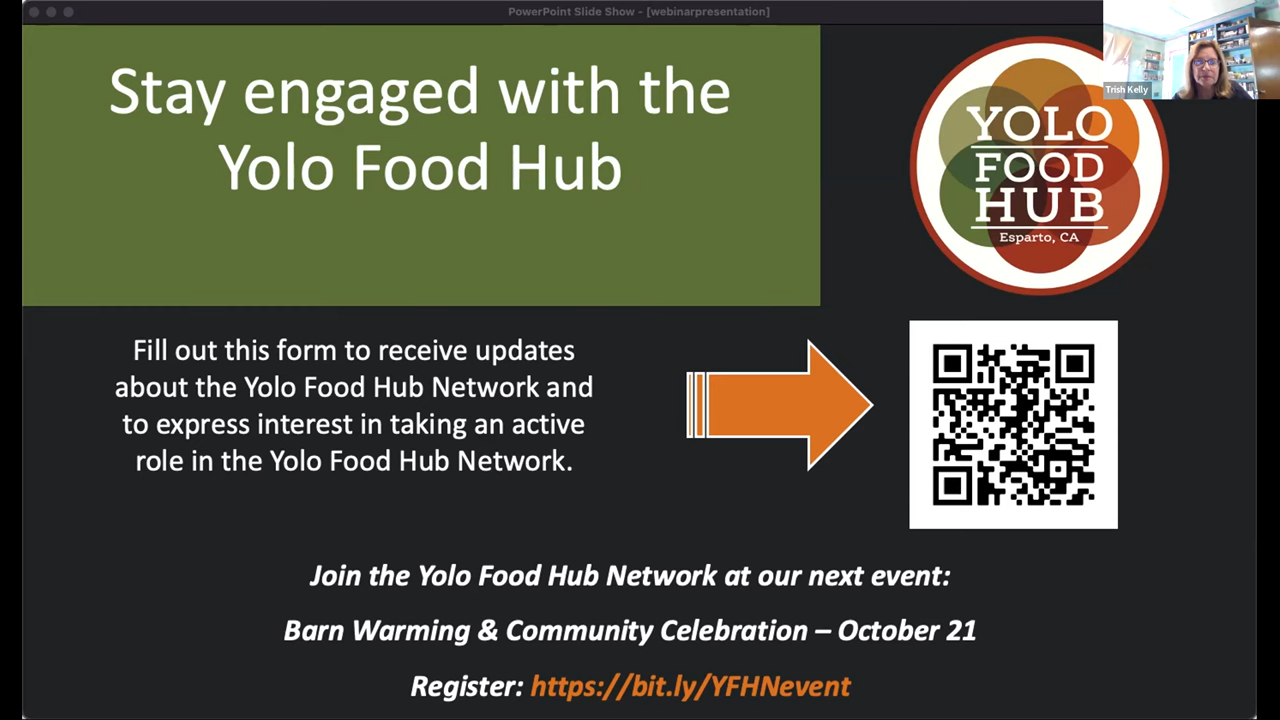 PowerPoint Slide Show - [webinarpresentation]
Stay engaged with the
Yolo Food Hub
YOLO
FOOD
HUB
Esparto, CA
Trish Kelly
Fill out this form to receive updates
about the Yolo Food Hub Network and
to express interest in taking an active
role in the Yolo Food Hub Network.
Join the Yolo Food Hub Network at our next event:
Barn Warming & Community Celebration – October 21
Register: https://bit.ly/YFHNevent